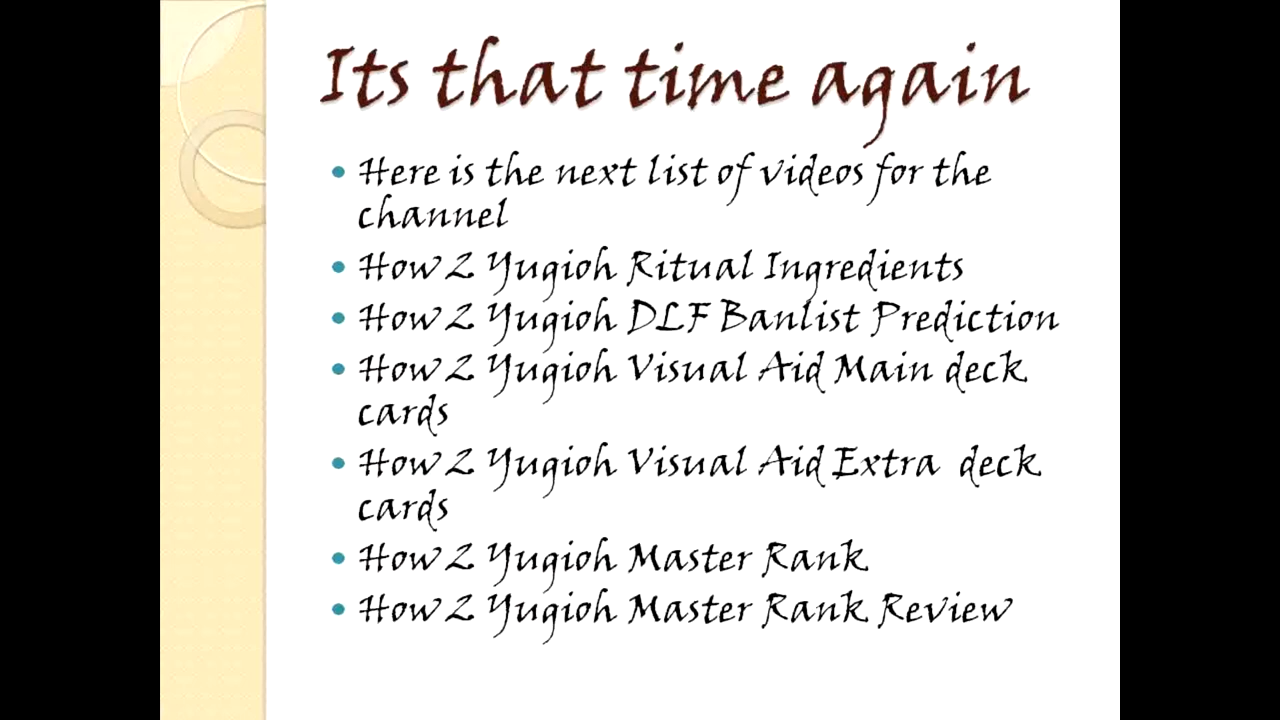 Its that time again
Here is the next list of videos for the
channel
How 2 Yugioh Ritual Ingredients
How 2 Yugioh DLF Banlist Prediction
How 2 Yugioh Visual Aid Main deck
cards
How 2 Yugioh Visual Aid Extra deck
cards
How 2 Yugioh Master Rank
How 2 Yugioh Master Rank Review